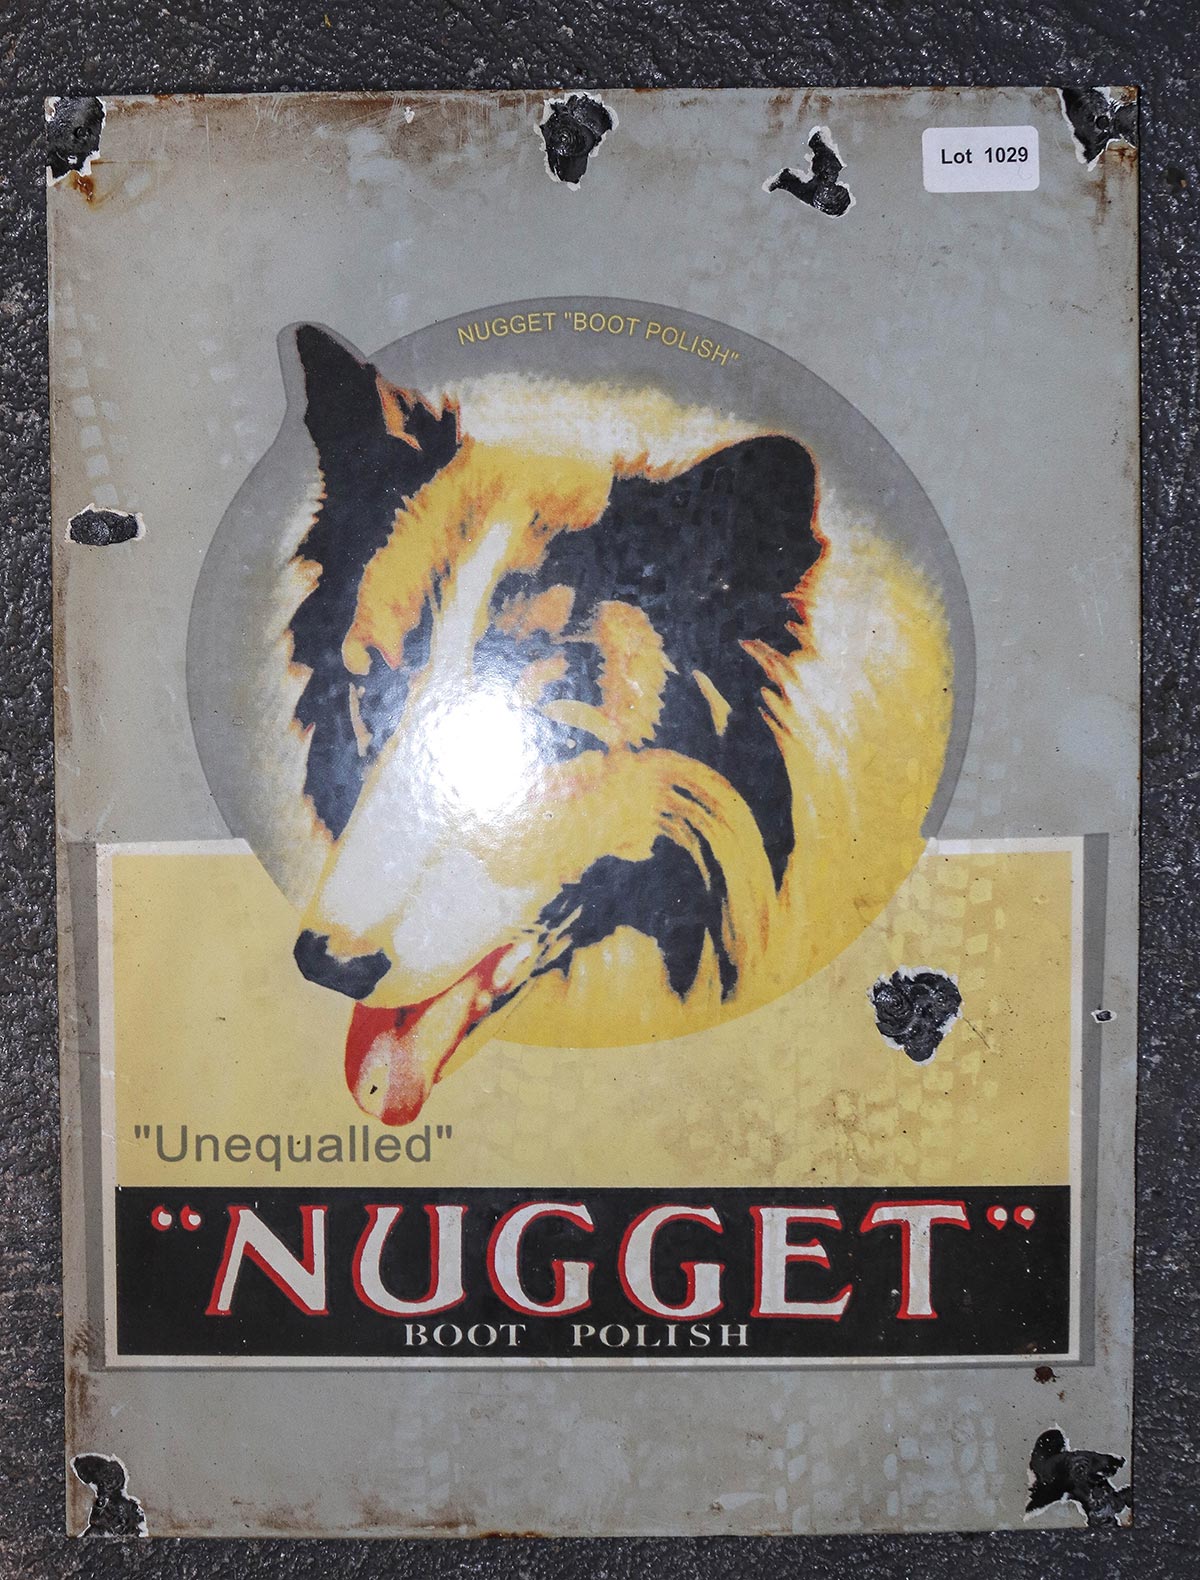 Lot 1029
NUGGET "BOOT POLISH"
"Unequalled"
“NUGGET”
BOOT POLISH